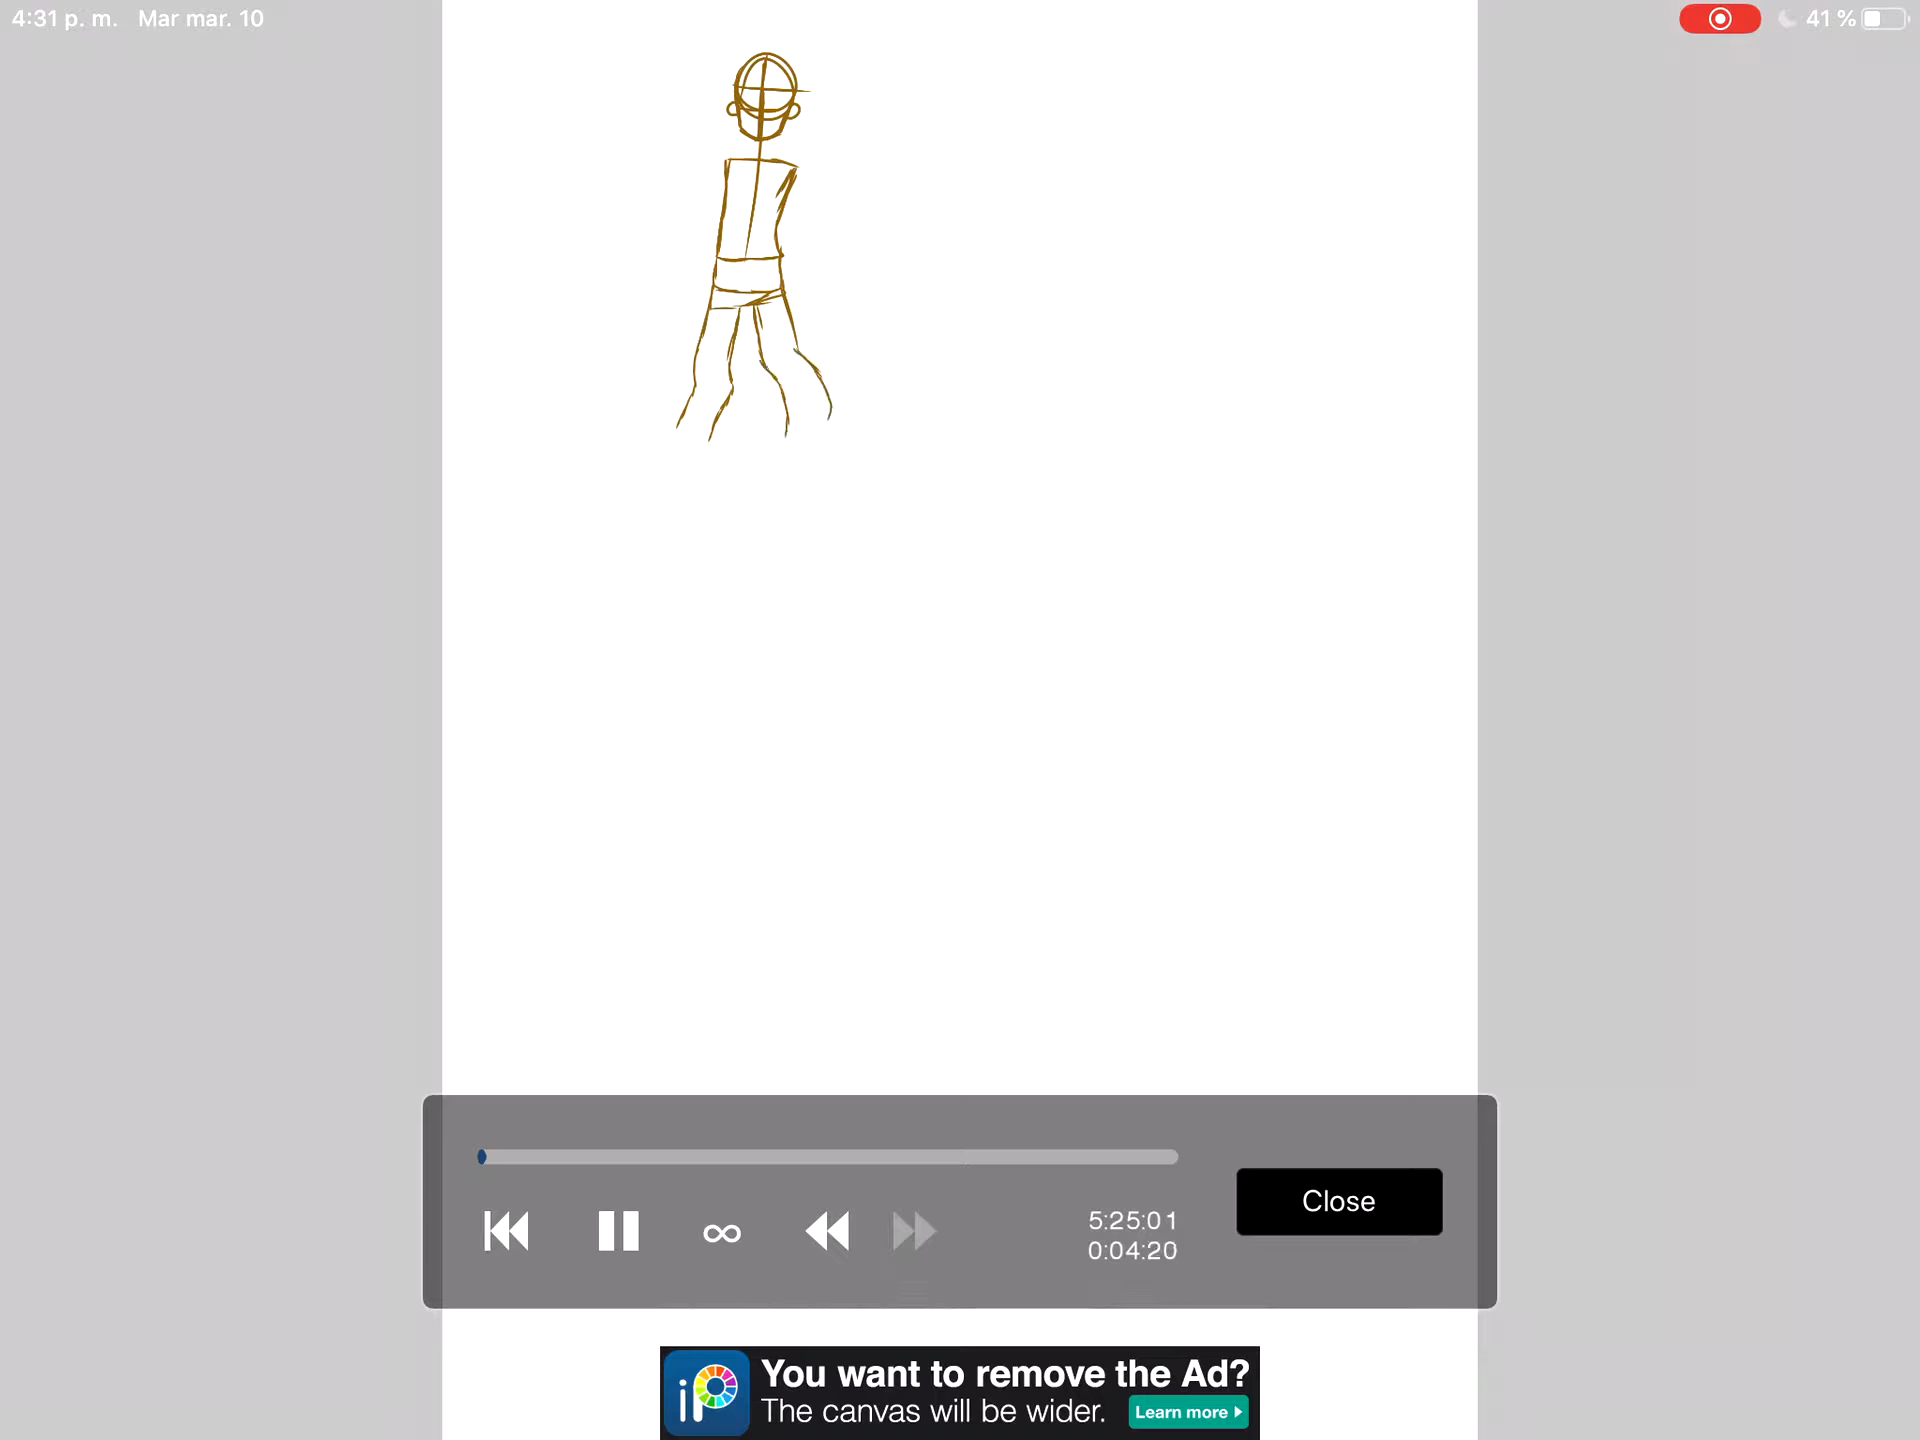 4:31 p. m. Mar mar. 10
41 %
5:25:01
0:04:20
Close
iP
You want to remove the Ad?
The canvas will be wider.
Learn more